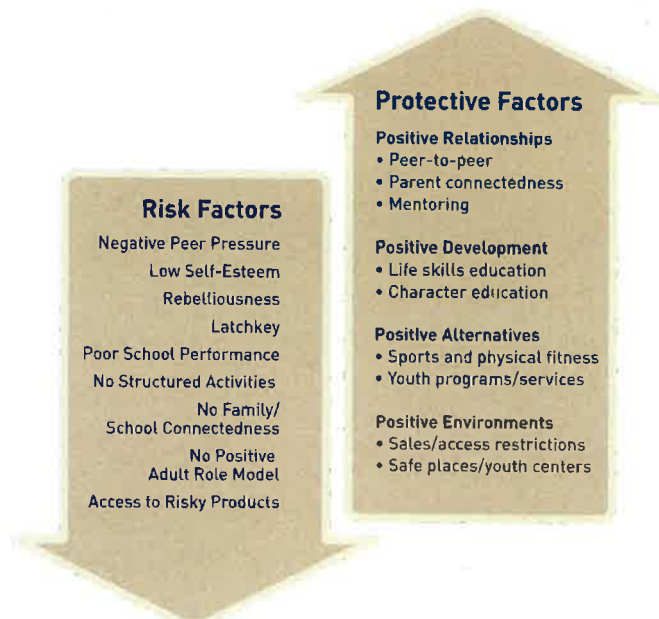 Risk Factors
Negative Peer Pressure
Low Self-Esteem
Rebelliousness
Latchkey
Poor School Performance
No Structured Activities
No Family/
School Connectedness
No Positive
Adult Role Model
Access to Risky Products
Protective Factors
Positive Relationships
• Peer-to-peer
• Parent connectedness
• Mentoring
Positive Development
• Life skills education
• Character education
Positive Alternatives
• Sports and physical fitness
• Youth programs/services
Positive Environments
• Sales/access restrictions
• Safe places/youth centers